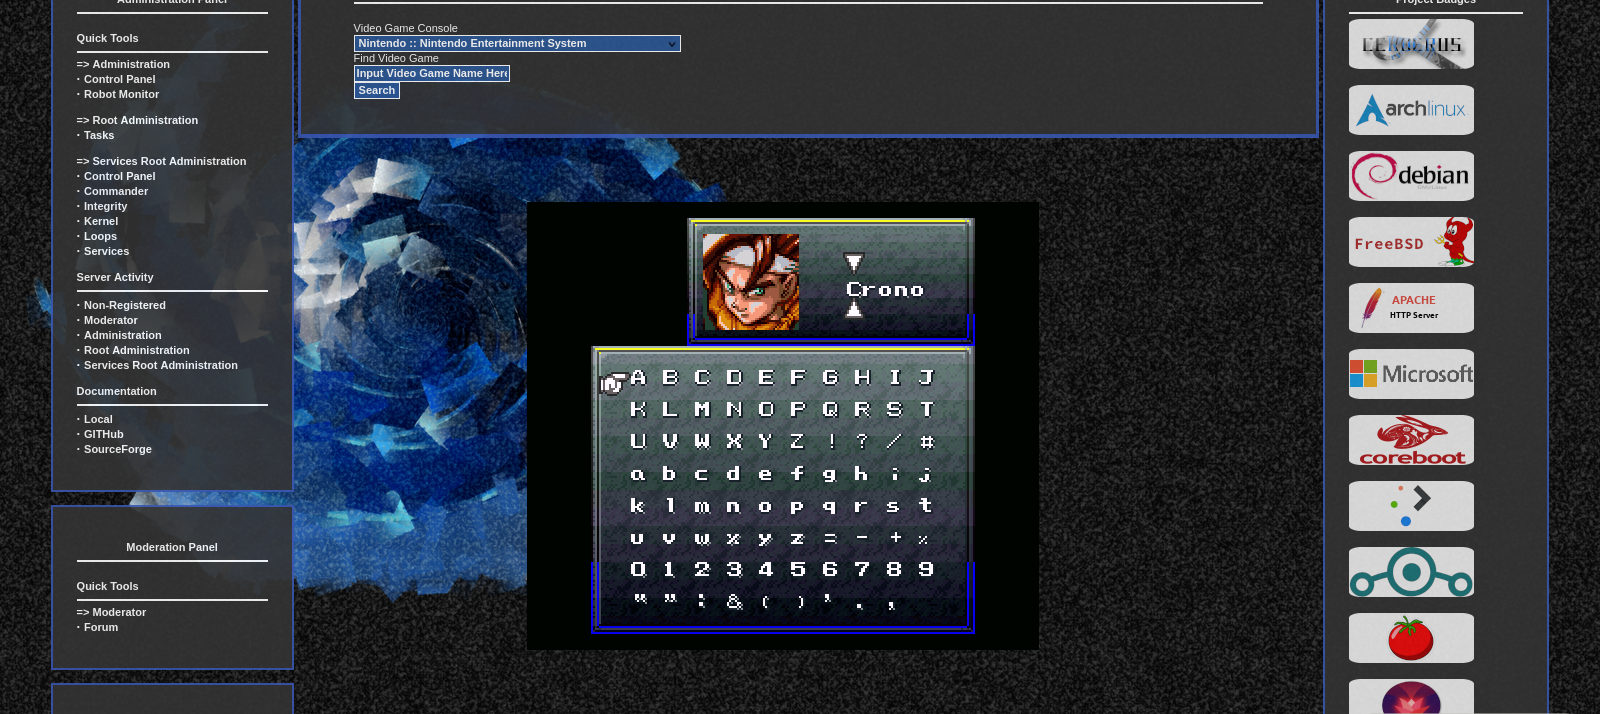 Administration Panel
Quick Tools
=> Administration
· Control Panel
· Robot Monitor
=> Root Administration
· Tasks
=> Services Root Administration
· Control Panel
· Commander
· Integrity
· Kernel
· Loops
· Services
Server Activity
· Non-Registered
· Moderator
· Administration
· Root Administration
· Services Root Administration
Documentation
· Local
· GITHub
· SourceForge
Moderation Panel
Quick Tools
=> Moderator
· Forum
Video Game Console
Nintendo :: Nintendo Entertainment System
Find Video Game
Input Video Game Name Here
Search
Crono
A B C D E F G H I J
K L M N O P Q R S T
U V W X Y Z ! ? / #
a b c d e f g h i j
k l m n o p q r s t
u v w x y z = - + %
0 1 2 3 4 5 6 7 8 9
“ ” : & ( ) ' . ,
Project Badges
CERBERUS
archlinux
debian
FreeBSD
APACHE
HTTP Server
Microsoft
coreboot